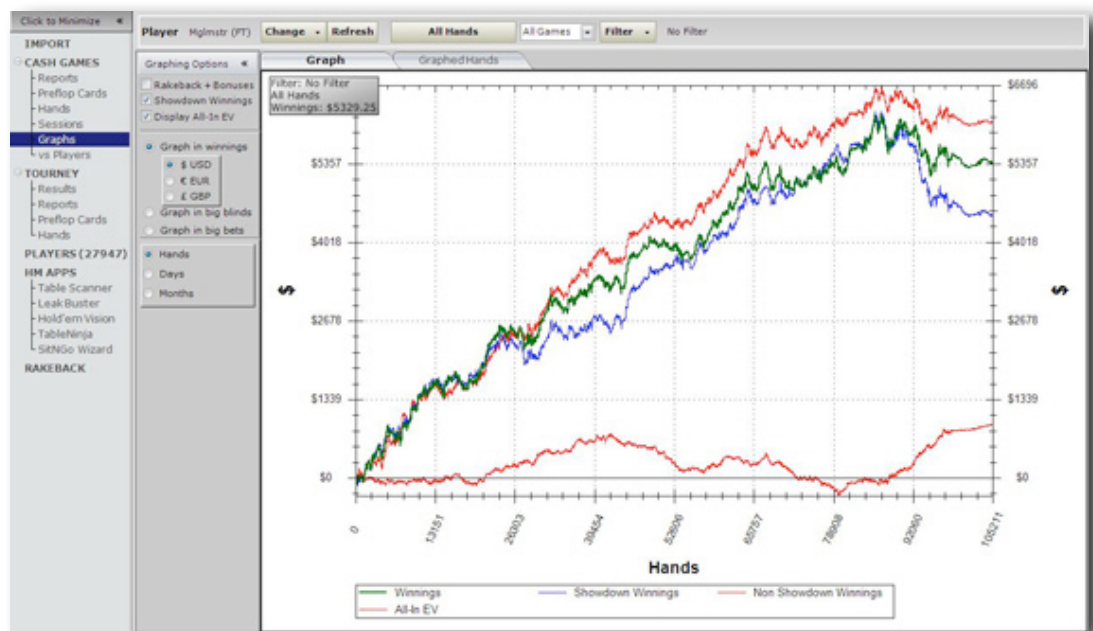 Click to Minimize «
IMPORT
CASH GAMES
Reports
Preflop Cards
Hands
Sessions
Graphs
vs Players
TOURNEY
Results
Reports
Preflop Cards
Hands
PLAYERS (27947)
HM APPS
Table Scanner
LeakBuster
Hold'em Vision
TableNinja
SitNGo Wizard
RAKEBACK
Player Mglmstr (FT) Change Refresh All Hands All Games Filter No Filter
Graphing Options «
Rakeback + Bonuses
Showdown Winnings
Display All-In EV
Graph in winnings
$ USD
€ EUR
£ GBP
Graph in big blinds
Graph in big bets
Hands
Days
Months
Graph Graphed Hands
Filter: No Filter
All Hands
Winnings: $5329.25
$6696
$5357 $5357
$4018 $4018
$ $
$2678 $2678
$1339 $1339
$0 $0
0 13151 26303 39454 52606 65757 78908 92060 105211
Hands
Winnings Showdown Winnings Non Showdown Winnings
All-In EV